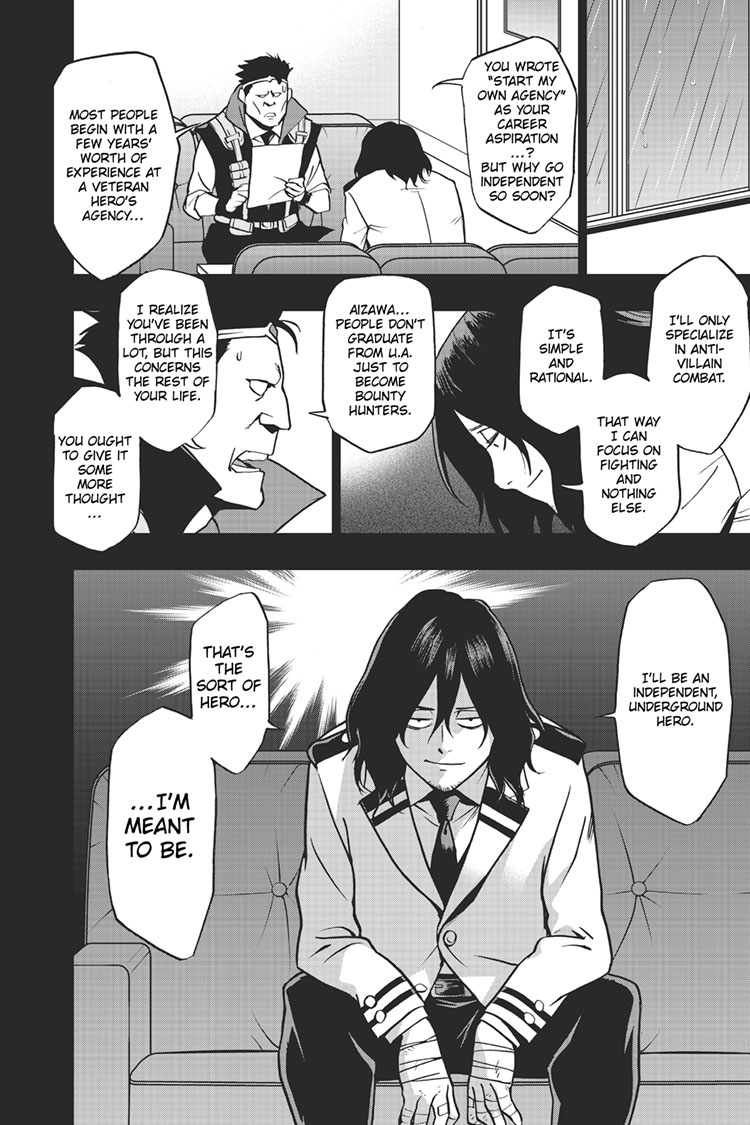 YOU WROTE
"START MY
OWN AGENCY"
AS YOUR
CAREER
ASPIRATION
...?
BUT WHY GO
INDEPENDENT
SO SOON?
MOST PEOPLE
BEGIN WITH A
FEW YEARS'
WORTH OF
EXPERIENCE AT
A VETERAN
HERO'S
AGENCY...
I'LL ONLY
SPECIALIZE
IN ANTI-
VILLAIN
COMBAT.
THAT WAY
I CAN
FOCUS ON
FIGHTING
AND
NOTHING
ELSE.
IT'S
SIMPLE
AND
RATIONAL.
AIZAWA...
PEOPLE DON'T
GRADUATE
FROM U.A.
JUST TO
BECOME
BOUNTY
HUNTERS.
I REALIZE
YOU'VE BEEN
THROUGH A
LOT, BUT THIS
CONCERNS
THE REST OF
YOUR LIFE.
YOU OUGHT
TO GIVE IT
SOME
MORE
THOUGHT
...
I'LL BE AN
INDEPENDENT,
UNDERGROUND
HERO.
THAT'S
THE
SORT OF
HERO...
...I'M
MEANT
TO BE.